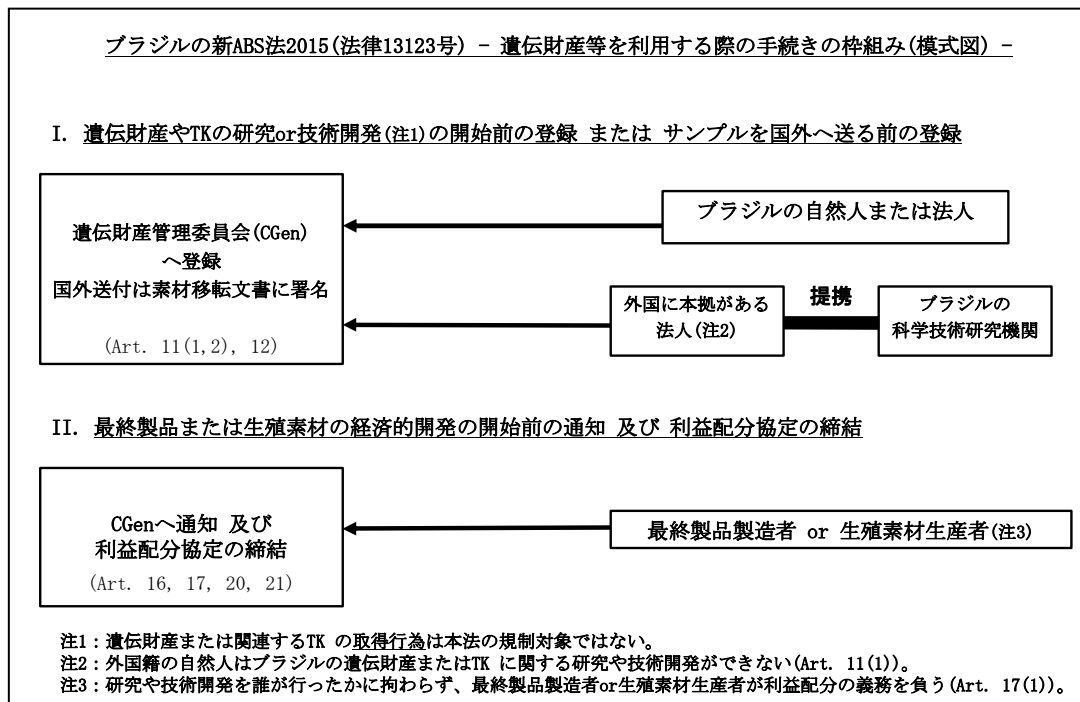 ブラジルの新ABS法2015(法律13123号) - 遺伝財産等を利用する際の手続きの枠組み(模式図) -
I. 遺伝財産やTKの研究or技術開発(注1)の開始前の登録 または サンプルを国外へ送る前の登録
遺伝財産管理委員会(CGen)
へ登録
国外送付は素材移転文書に署名
(Art. 11(1,2), 12)
ブラジルの自然人または法人
外国に本拠がある
法人(注2)
提携
ブラジルの
科学技術研究機関
II. 最終製品または生殖素材の経済的開発の開始前の通知 及び 利益配分協定の締結
CGenへ通知 及び
利益配分協定の締結
(Art. 16, 17, 20, 21)
最終製品製造者 or 生殖素材生産者(注3)
注1：遺伝財産または関連するTK の取得行為は本法の規制対象ではない。
注2：外国籍の自然人はブラジルの遺伝財産またはTK に関する研究や技術開発ができない(Art. 11(1))。
注3：研究や技術開発を誰が行ったかに拘わらず、最終製品製造者or生殖素材生産者が利益配分の義務を負う(Art. 17(1))。